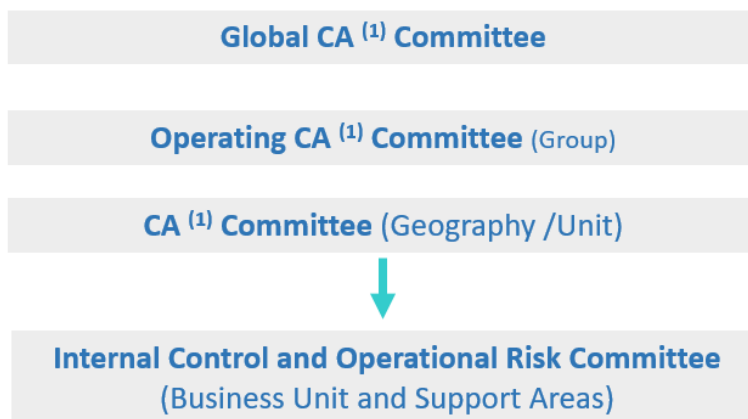 Global CA (1) Committee
Operating CA (1) Committee (Group)
CA (1) Committee (Geography /Unit)
Internal Control and Operational Risk Committee
(Business Unit and Support Areas)